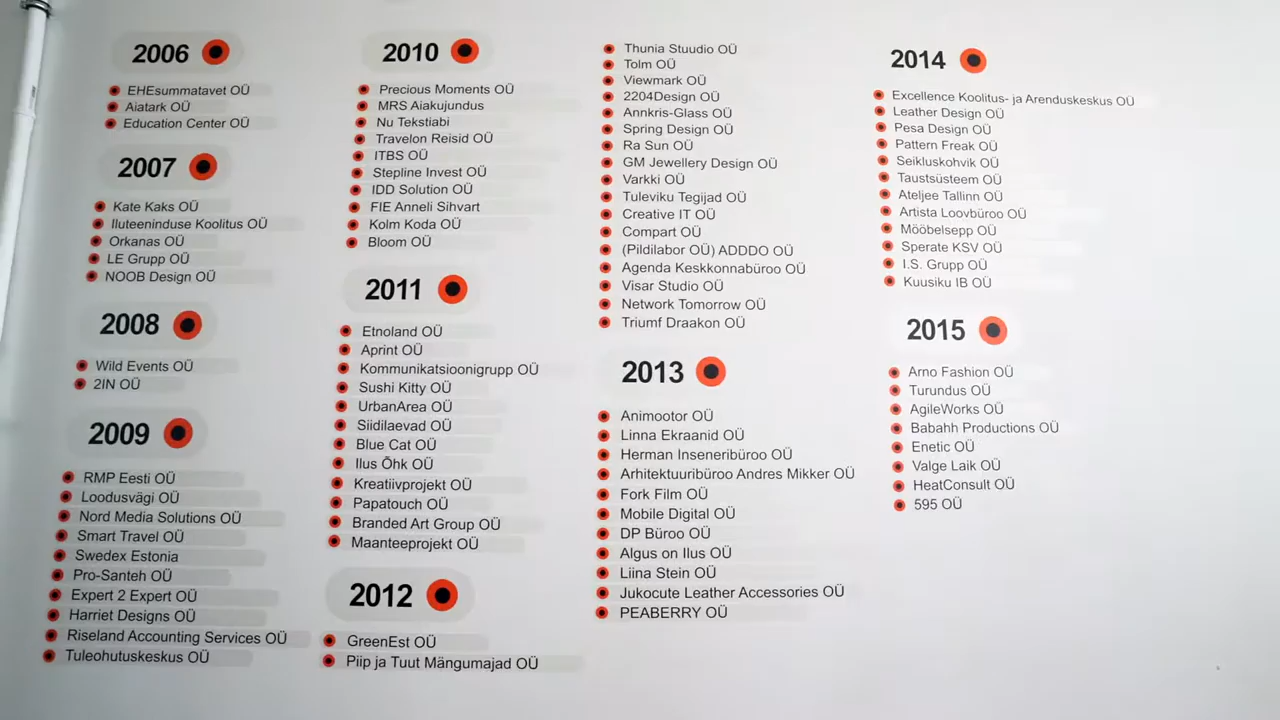 2006
EHEsummatavet OÜ
Aiatark OÜ
Education Center OÜ
2007
Kate Kaks OÜ
Iluteeninduse Koolitus OÜ
Orkanas OÜ
LE Grupp OÜ
NOOB Design OÜ
2008
Wild Events OÜ
2IN OÜ
2009
RMP Eesti OÜ
Loodusvägi OÜ
Nord Media Solutions OÜ
Smart Travel OÜ
Swedex Estonia
Pro-Santeh OÜ
Expert 2 Expert OÜ
Harriet Designs OÜ
Riseland Accounting Services OÜ
Tuleohutuskeskus OÜ
2010
Precious Moments OÜ
MRS Aiakujundus
Nu Tekstiabi
Travelon Reisid OÜ
ITBS OÜ
Stepline Invest OÜ
IDD Solution OÜ
FIE Anneli Sihvart
Kolm Koda OÜ
Bloom OÜ
2011
Etnoland OÜ
Aprint OÜ
Kommunikatsioonigrupp OÜ
Sushi Kitty OÜ
UrbanArea OÜ
Siidilaevad OÜ
Blue Cat OÜ
Ilus Õhk OÜ
Kreatiivprojekt OÜ
Papatouch OÜ
Branded Art Group OÜ
Maanteeprojekt OÜ
2012
GreenEst OÜ
Piip ja Tuut Mängumajad OÜ
Thunia Stuudio OÜ
Tolm OÜ
Viewmark OÜ
2204Design OÜ
Annkris-Glass OÜ
Spring Design OÜ
Ra Sun OÜ
GM Jewellery Design OÜ
Varkki OÜ
Tuleviku Tegijad OÜ
Creative IT OÜ
Compart OÜ
(Pildilabor OÜ) ADDDO OÜ
Agenda Keskkonnabüroo OÜ
Visar Studio OÜ
Network Tomorrow OÜ
Triumf Draakon OÜ
2013
Animootor OÜ
Linna Ekraanid OÜ
Herman Inseneribüroo OÜ
Arhitektuuribüroo Andres Mikker OÜ
Fork Film OÜ
Mobile Digital OÜ
DP Büroo OÜ
Algus on Ilus OÜ
Liina Stein OÜ
Jukocute Leather Accessories OÜ
PEABERRY OÜ
2014
Excellence Koolitus- ja Arenduskeskus OÜ
Leather Design OÜ
Pesa Design OÜ
Pattern Freak OÜ
Seikluskohvik OÜ
Taustsüsteem OÜ
Ateljee Tallinn OÜ
Artista Loovbüroo OÜ
Mööbelsepp OÜ
Sperate KSV OÜ
I.S. Grupp OÜ
Kuusiku IB OÜ
2015
Arno Fashion OÜ
Turundus OÜ
AgileWorks OÜ
Babahh Productions OÜ
Enetic OÜ
Valge Laik OÜ
HeatConsult OÜ
595 OÜ